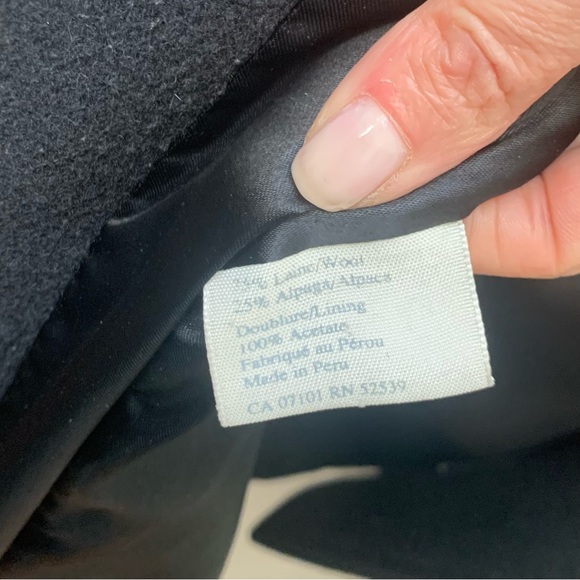 75% Laine/Wool
25% Alpaga/Alpaca
Doublure/Lining
100% Acetate
Fabriqué au Pérou
Made in Peru
CA 07101 RN 52539